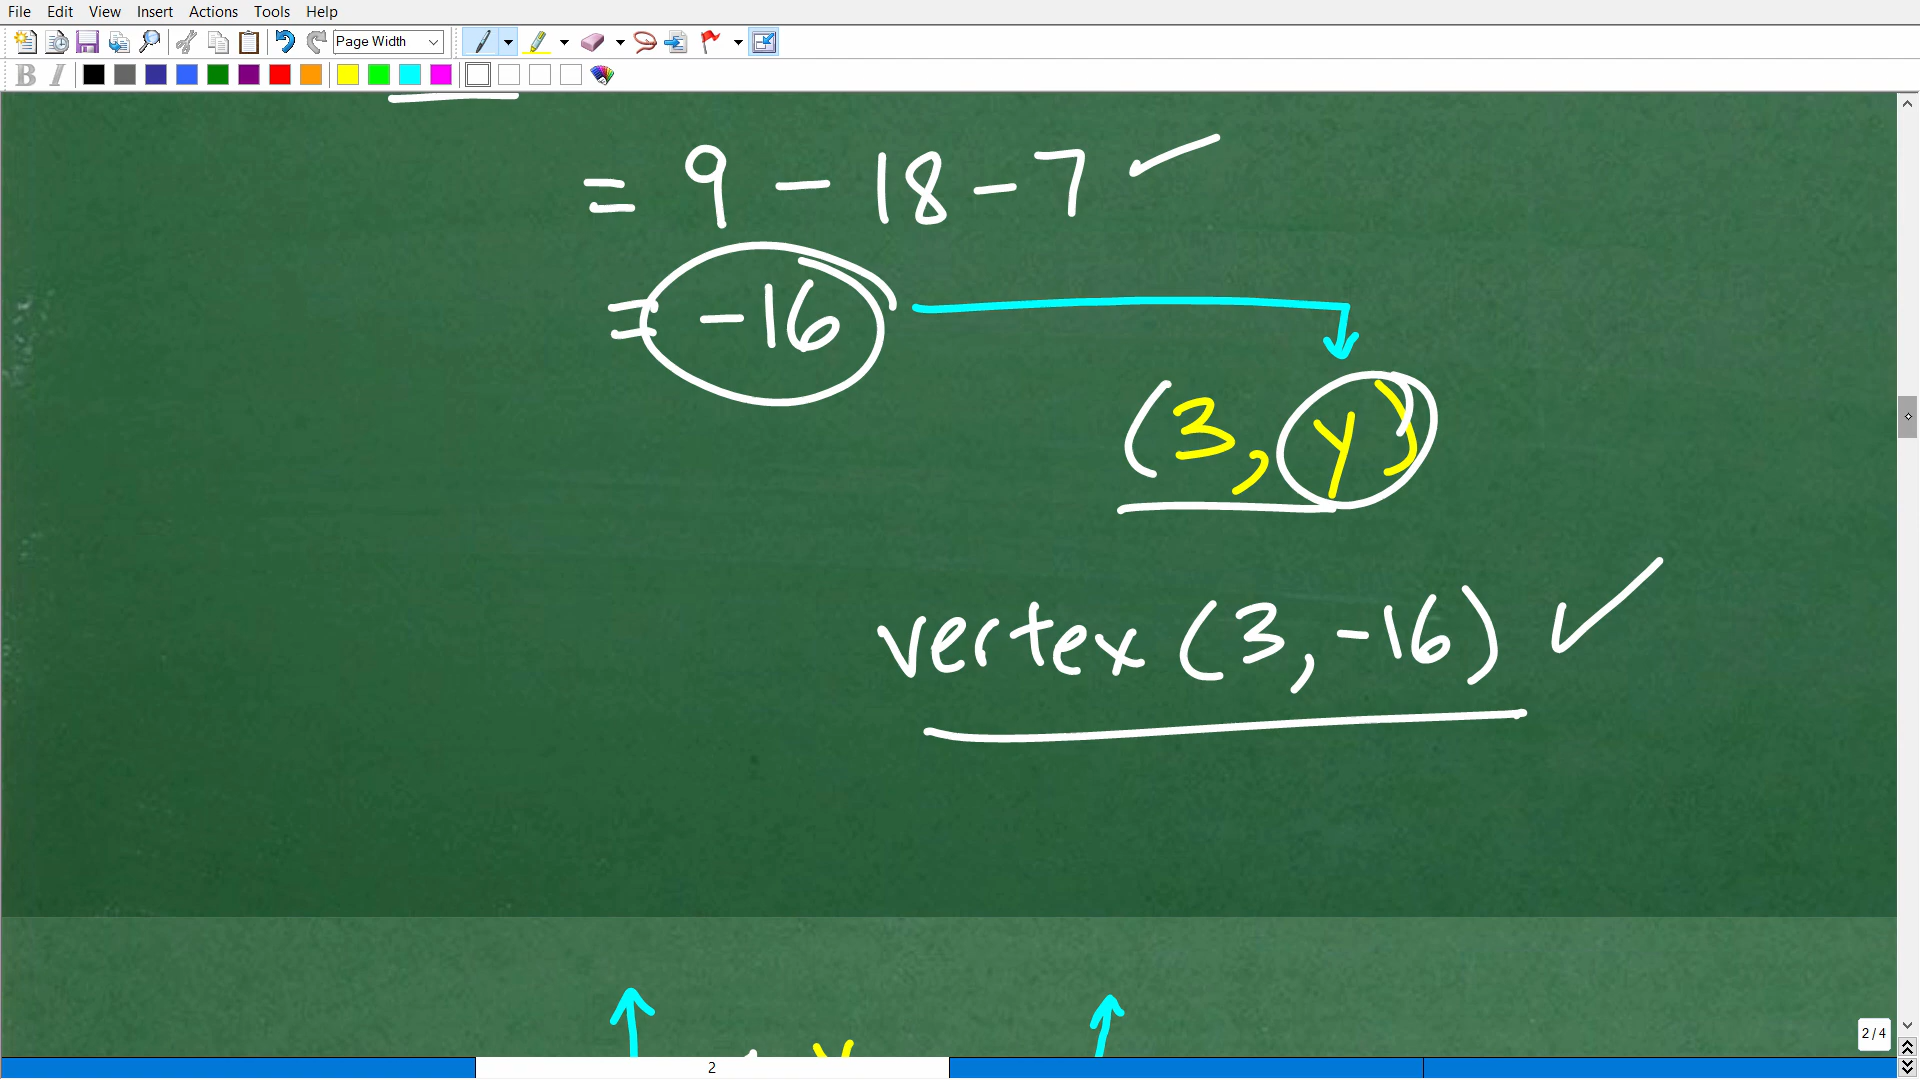 File Edit View Insert Actions Tools Help
Page Width
B I
= 9 - 18 - 7 ✓
= -16
(3, y)
vertex (3, -16) ✓
2 / 4
2